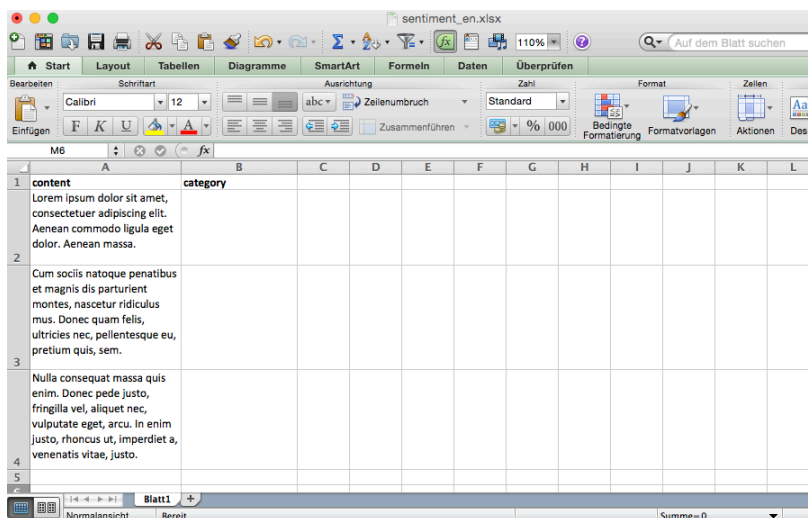 sentiment_en.xlsx
110%
Auf dem Blatt suchen
Start Layout Tabellen Diagramme SmartArt Formeln Daten Überprüfen
Bearbeiten Schriftart Ausrichtung Zahl Format Zellen
Calibri 12 abc Zeilenumbruch Standard
Einfügen F K U A Zusammenführen % 000 Bedingte Formatierung Formatvorlagen Aktionen
M6 fx
A B C D E F G H I J K L
1 content category
Lorem ipsum dolor sit amet,
consectetuer adipiscing elit.
Aenean commodo ligula eget
dolor. Aenean massa.
2
Cum sociis natoque penatibus
et magnis dis parturient
montes, nascetur ridiculus
mus. Donec quam felis,
ultricies nec, pellentesque eu,
pretium quis, sem.
3
Nulla consequat massa quis
enim. Donec pede justo,
fringilla vel, aliquet nec,
vulputate eget, arcu. In enim
justo, rhoncus ut, imperdiet a,
venenatis vitae, justo.
4
5
Blatt1
Normalansicht Bereit Summe=0